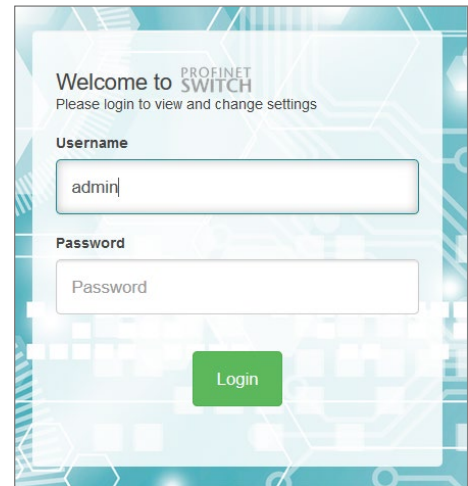 Welcome to PROFINET SWITCH
Please login to view and change settings
Username
admin
Password
Password
Login